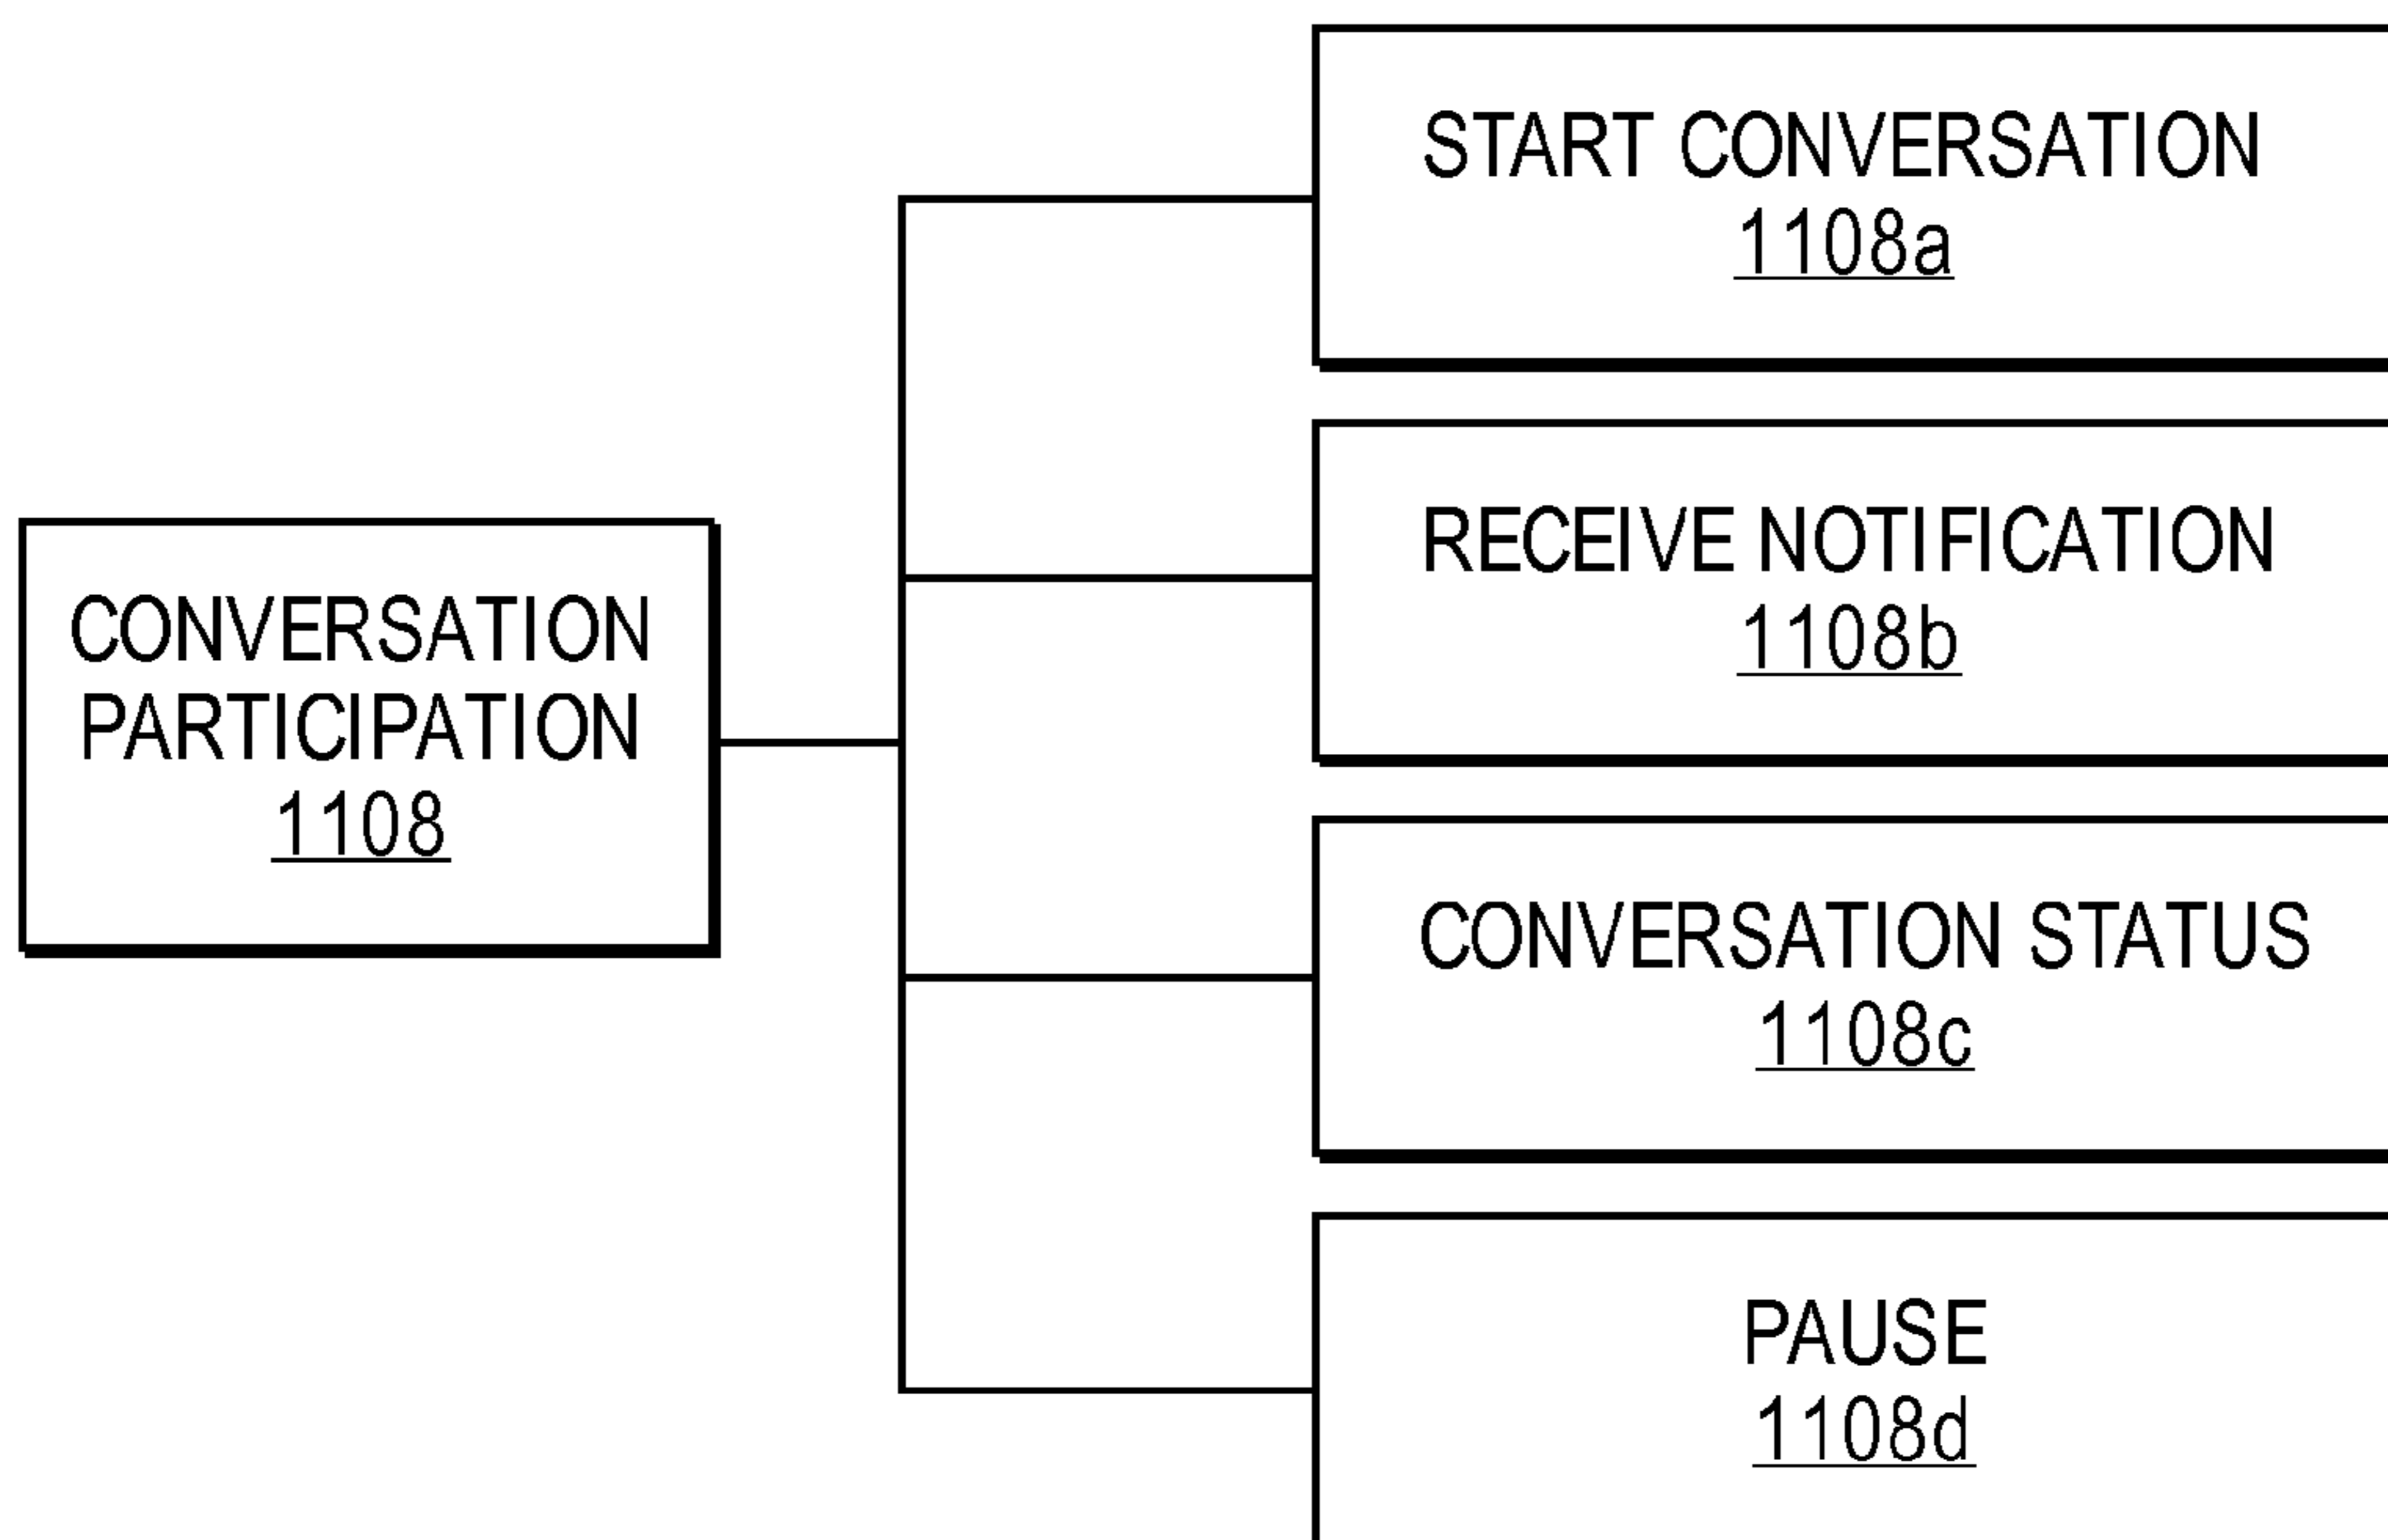 START CONVERSATION
1108a
RECEIVE NOTIFICATION
1108b
CONVERSATION
PARTICIPATION
1108
CONVERSATION STATUS
1108c
PAUSE
1108d